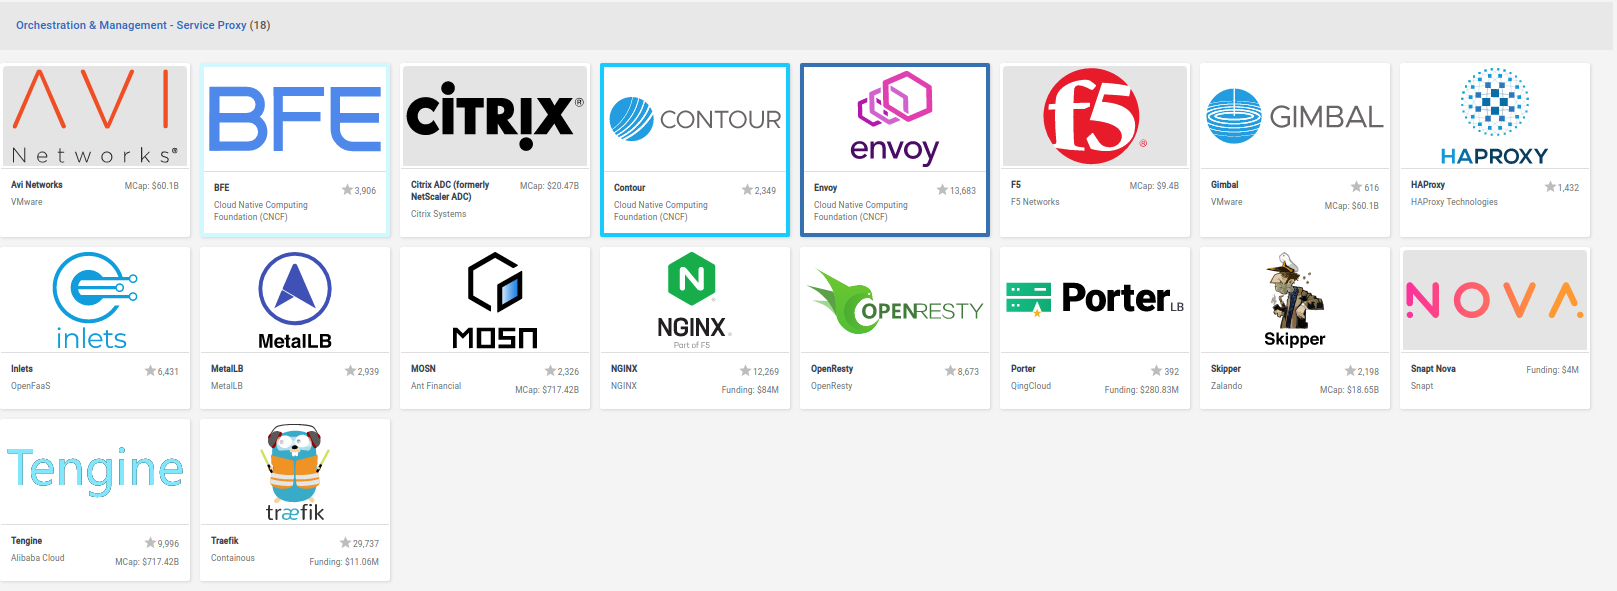 Orchestration & Management - Service Proxy (18)
AVI
Networks®
Avi Networks
MCap: $60.1B
VMware
BFE
BFE
3,906
Cloud Native Computing
Foundation (CNCF)
CiTRIX®
Citrix ADC (formerly
NetScaler ADC)
MCap: $20.47B
Citrix Systems
CONTOUR
Contour
2,349
Cloud Native Computing
Foundation (CNCF)
envoy
Envoy
13,683
Cloud Native Computing
Foundation (CNCF)
f5®
F5
MCap: $9.4B
F5 Networks
GIMBAL
Gimbal
616
VMware
MCap: $60.1B
HAPROXY
HAProxy
1,432
HAProxy Technologies
inlets
Inlets
6,431
OpenFaaS
MetalLB
MetalLB
2,939
MetalLB
MOSN
MOSN
2,326
Ant Financial
MCap: $717.42B
N
NGINX
Part of F5
NGINX
12,269
NGINX
Funding: $84M
OPENRESTY
OpenResty
8,673
OpenResty
Porter LB
Porter
392
QingCloud
Funding: $280.83M
Skipper
Skipper
2,198
Zalando
MCap: $18.65B
NOVA
Snapt Nova
Funding: $4M
Snapt
Tengine
Tengine
9,996
Alibaba Cloud
MCap: $717.42B
træfik
Traefik
29,737
Containous
Funding: $11.06M